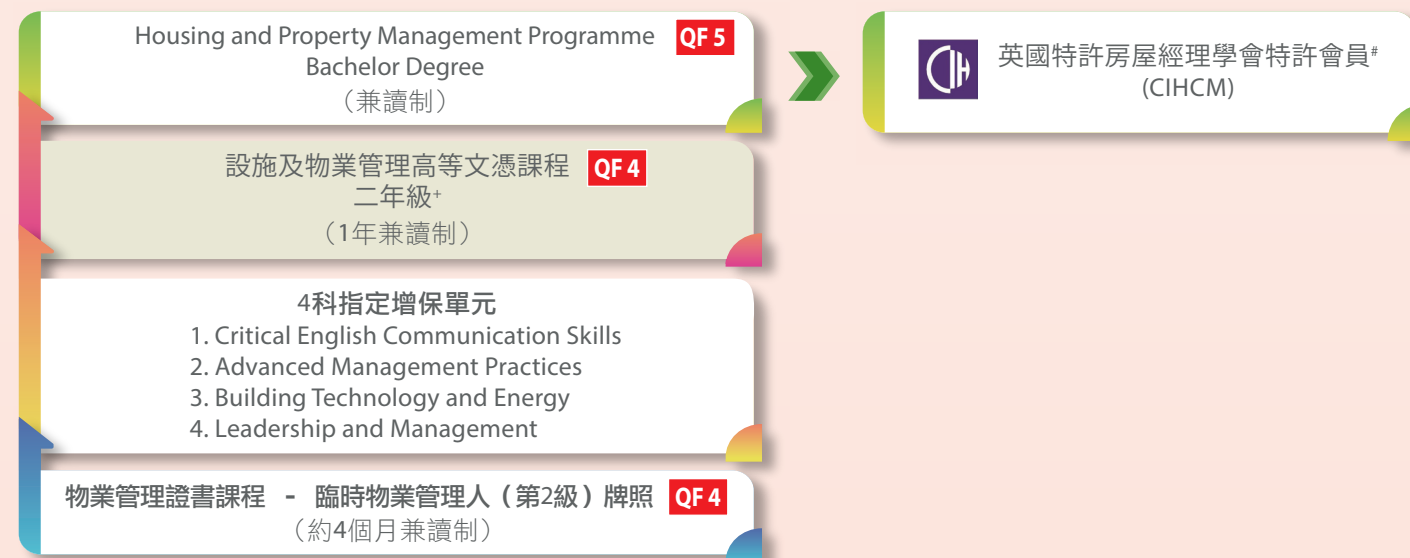 Housing and Property Management Programme QF 5
Bachelor Degree
（兼讀制）
英國特許房屋經理學會特許會員#
(CIHCM)
設施及物業管理高等文憑課程 QF 4
二年級+
（1年兼讀制）
4科指定增保單元
1. Critical English Communication Skills
2. Advanced Management Practices
3. Building Technology and Energy
4. Leadership and Management
物業管理證書課程 - 臨時物業管理人（第2級）牌照 QF 4
（約4個月兼讀制）